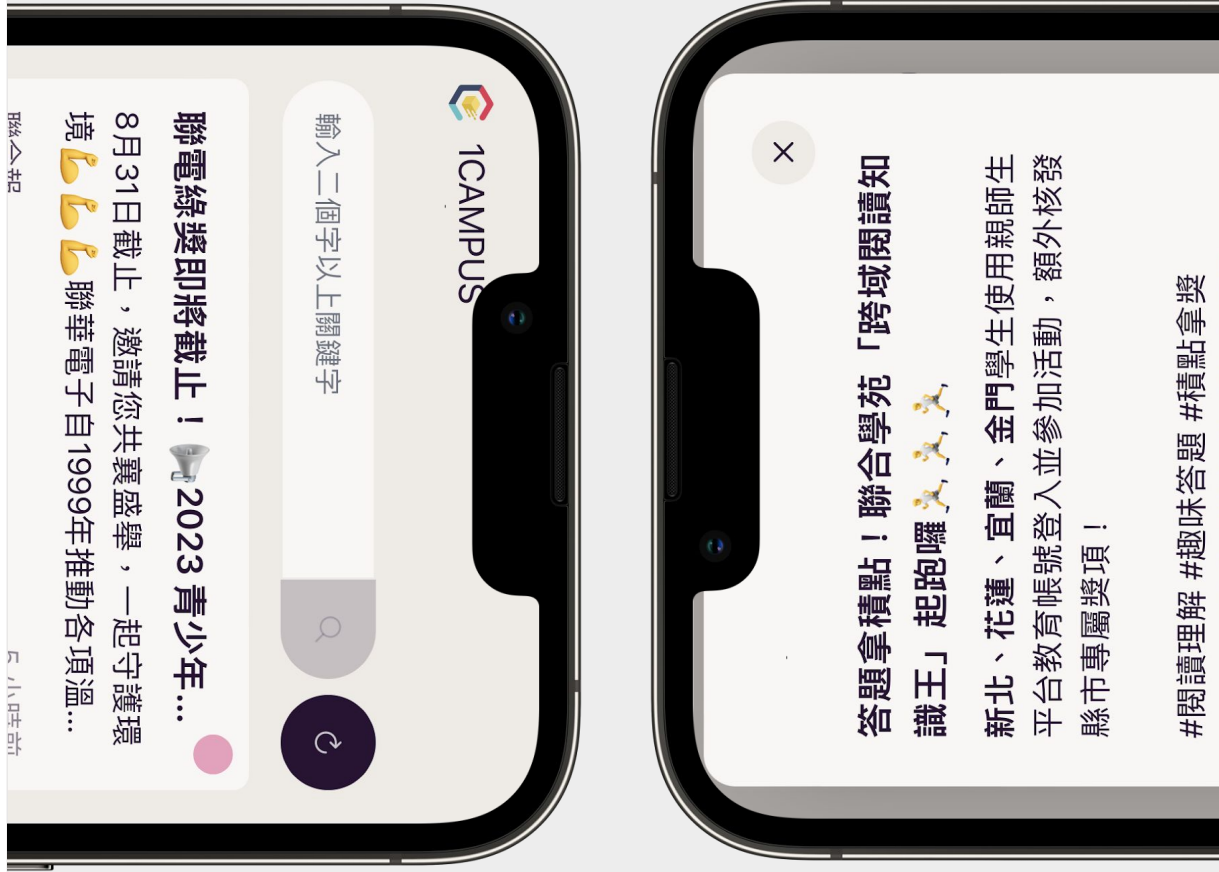 1CAMPUS
輸入二個字以上關鍵字
聯電綠獎即將截止！📢2023 青少年...
8月31日截止，邀請您共襄盛舉，一起守護環
境💪💪💪聯華電子自1999年推動各項溫...
答題拿積點！聯合學苑「跨域閱讀知
識王」起跑囉🏃🏃🏃
新北、花蓮、宜蘭、金門學生使用親師生
平台教育帳號登入並參加活動，額外核發
縣市專屬獎項！
#閱讀理解 #趣味答題 #積點拿獎